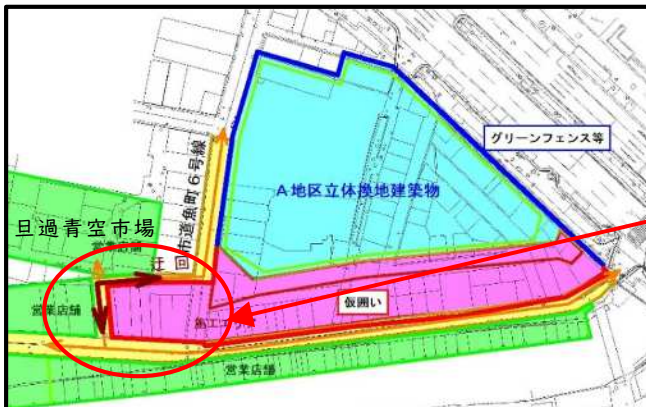 グリーンフェンス等
市道魚町6号線
A地区立体換地建築物
旦過青空市場
営業店舗
迂回
営業店舗
仮囲い
営業店舗